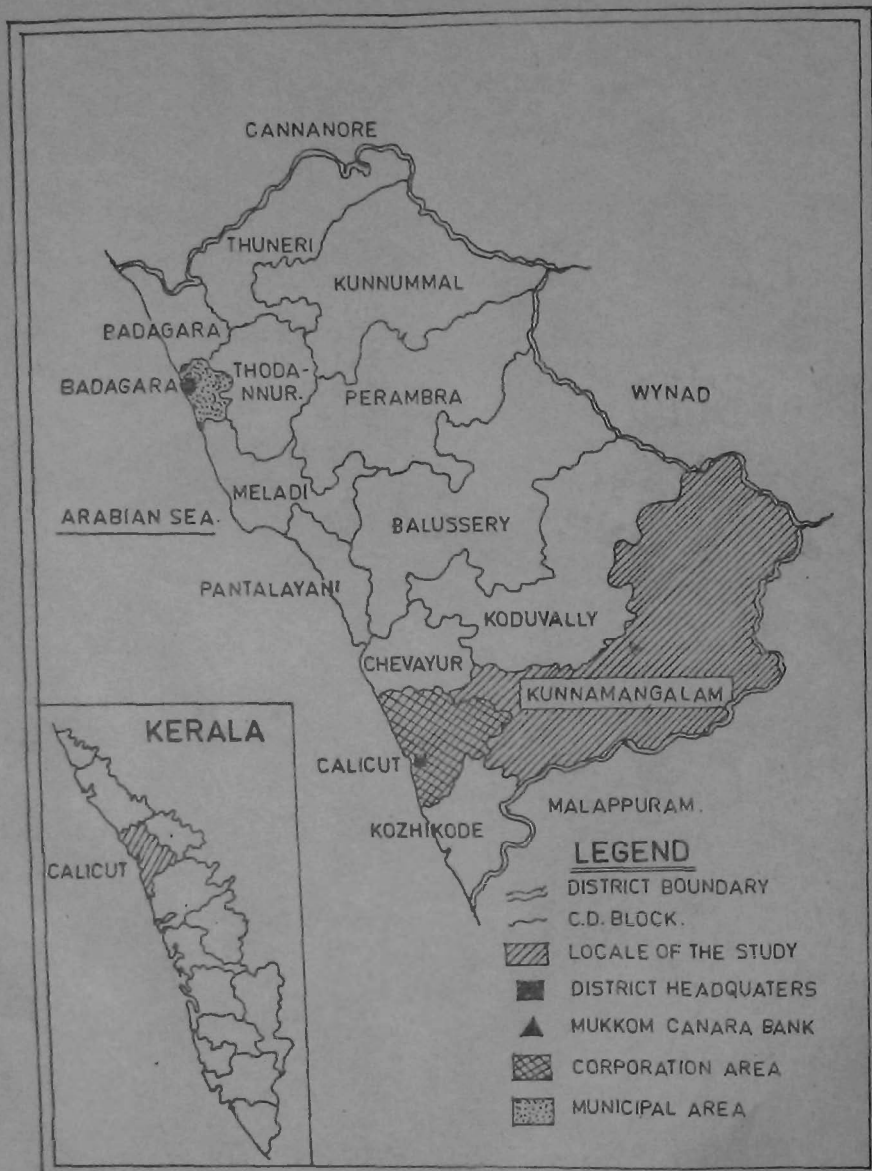 CANNANORE
THUNERI
KUNNUMMAL
BADAGARA
BADAGARA
THODA-
NNUR.
PERAMBRA
WYNAD
MELADI
ARABIAN SEA.
BALUSSERY
PANTALAYANI
KODUVALLY
CHEVAYUR
KUNNAMANGALAM
CALICUT
MALAPPURAM.
KOZHIKODE
KERALA
CALICUT
LEGEND
DISTRICT BOUNDARY
C.D. BLOCK.
LOCALE OF THE STUDY
DISTRICT HEADQUATERS
MUKKOM CANARA BANK
CORPORATION AREA
MUNICIPAL AREA